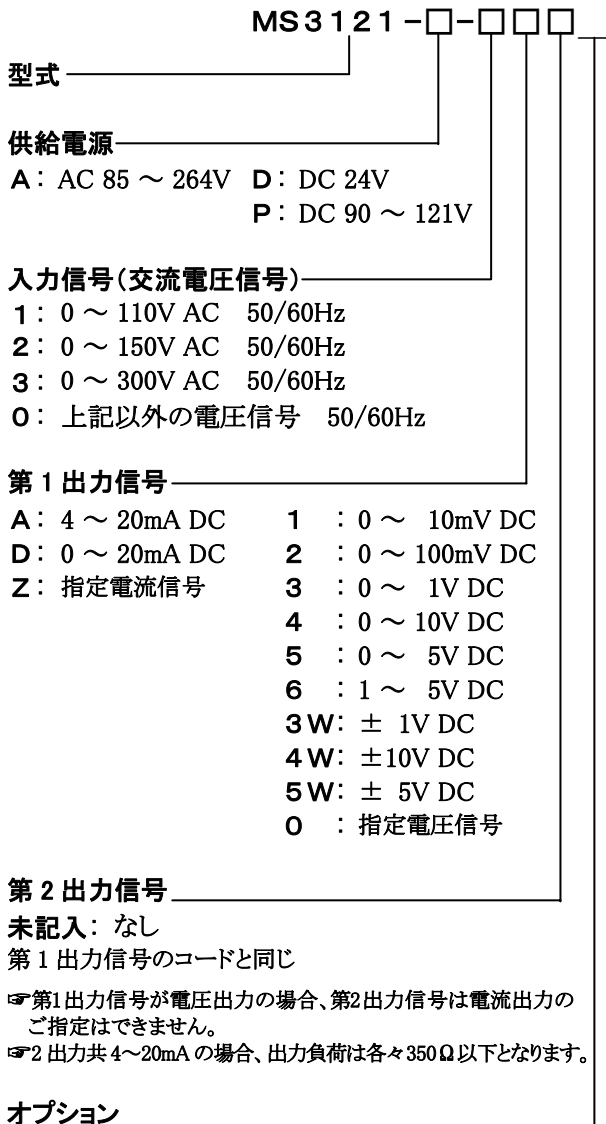 MS3121-□-□□□
型式
供給電源
A: AC 85 ～ 264V D: DC 24V
P: DC 90 ～ 121V
入力信号(交流電圧信号)
1: 0 ～ 110V AC 50/60Hz
2: 0 ～ 150V AC 50/60Hz
3: 0 ～ 300V AC 50/60Hz
0: 上記以外の電圧信号 50/60Hz
第1出力信号
A: 4 ～ 20mA DC 1 : 0 ～ 10mV DC
D: 0 ～ 20mA DC 2 : 0 ～ 100mV DC
Z: 指定電流信号 3 : 0 ～ 1V DC
4 : 0 ～ 10V DC
5 : 0 ～ 5V DC
6 : 1 ～ 5V DC
3W: ± 1V DC
4W: ±10V DC
5W: ± 5V DC
0 : 指定電圧信号
第2出力信号
未記入: なし
第1出力信号のコードと同じ
☞第1出力信号が電圧出力の場合、第2出力信号は電流出力の
ご指定はできません。
☞2出力共4～20mAの場合、出力負荷は各々350Ω以下となります。
オプション